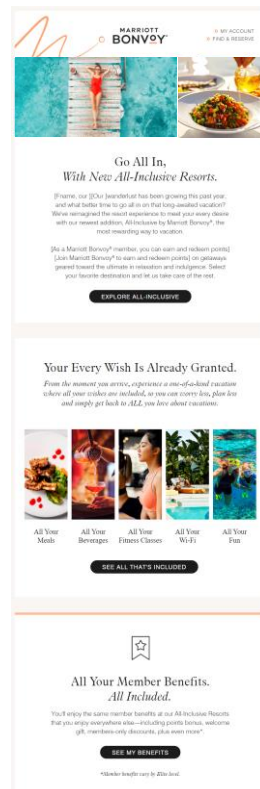 MARRIOTT
BONVOY
MY ACCOUNT
FIND & RESERVE
Go All In,
With New All-Inclusive Resorts.
[Fname, our ][Our ]wanderlust has been growing this past year,
and what better time to go all in on that long-awaited vacation?
We've reimagined the resort experience to meet your every desire
with our newest addition, All-Inclusive by Marriott Bonvoy®, the
most rewarding way to vacation.
[As a Marriott Bonvoy® member, you can earn and redeem points]
[Join Marriott Bonvoy® to earn and redeem points] on getaways
geared toward the ultimate in relaxation and indulgence. Select
your favorite destination and let us take care of the rest.
EXPLORE ALL-INCLUSIVE
Your Every Wish Is Already Granted.
From the moment you arrive, experience a one-of-a-kind vacation
where all your wishes are included, so you can worry less, plan less
and simply get back to ALL you love about vacations.
All Your All Your All Your All Your All Your
Meals Beverages Fitness Classes Wi-Fi Fun
SEE ALL THAT'S INCLUDED
All Your Member Benefits.
All Included.
You'll enjoy the same member benefits at our All-Inclusive Resorts
that you enjoy everywhere else—including points bonus, welcome
gift, members-only discounts, plus even more*.
SEE MY BENEFITS
*Member benefits vary by Elite level.